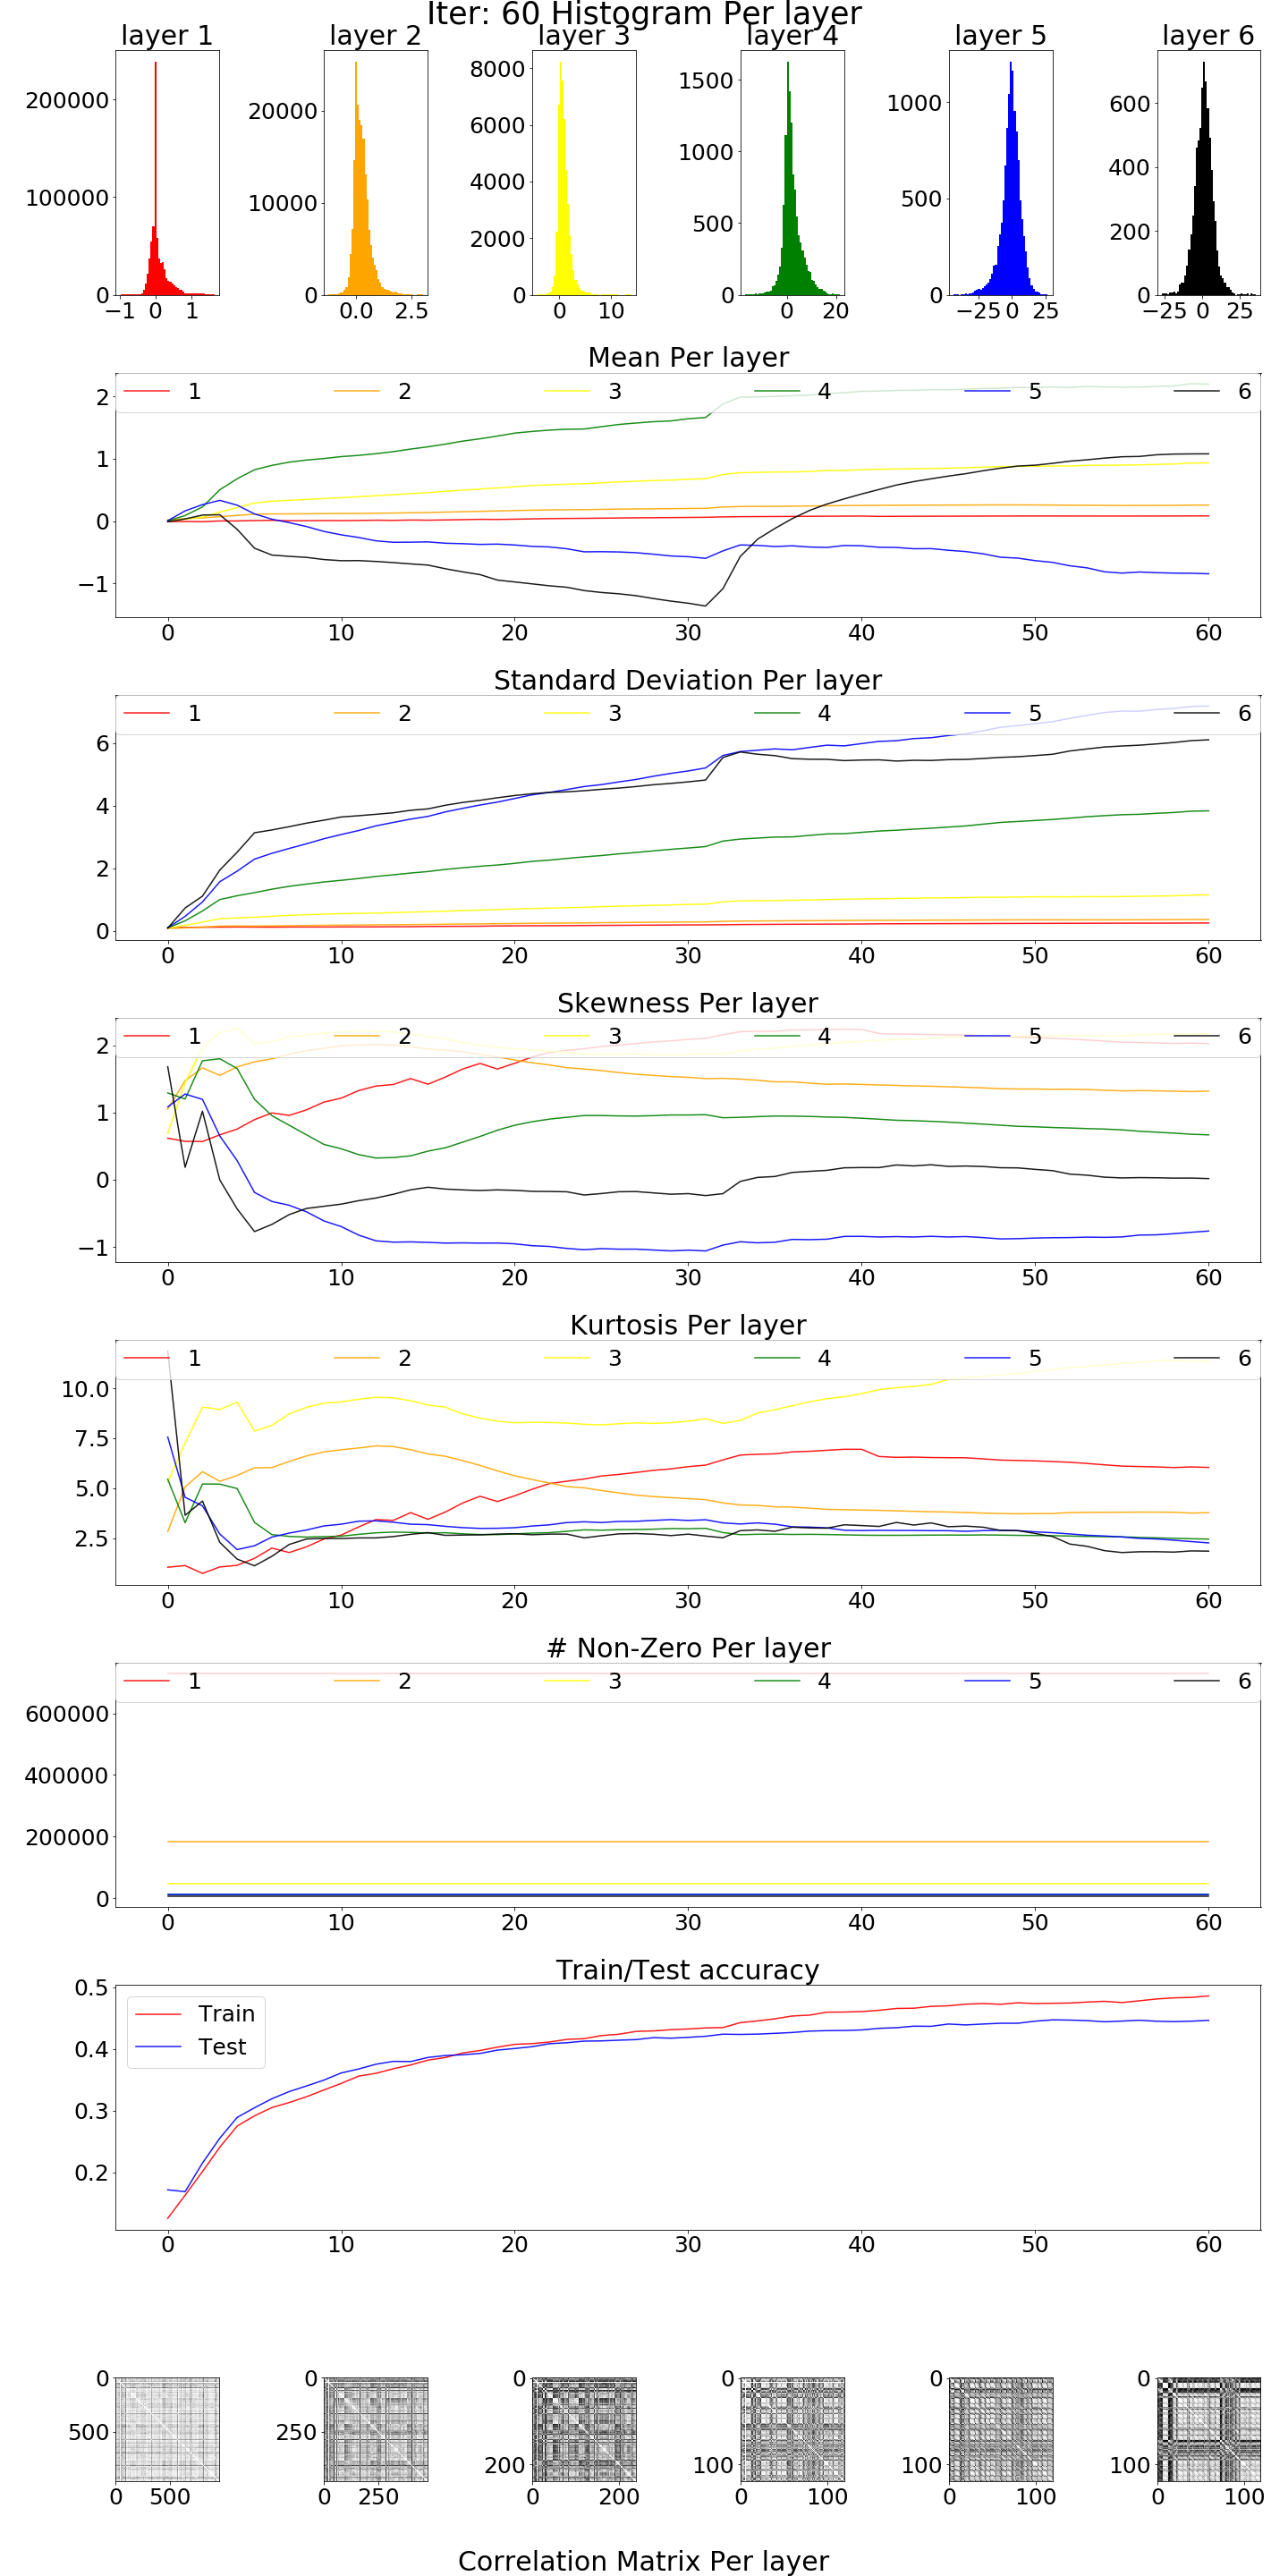 Iter: 60 Histogram Per layer
layer 1 layer 2 layer 3 layer 4 layer 5 layer 6
200000 100000 0
−1 0 1
20000 10000 0
0.0 2.5
8000 6000 4000 2000 0
0 10
1500 1000 500 0
0 20
1000 500 0
−25 0 25
600 400 200 0
−25 0 25
Mean Per layer
1 2 3 4 5 6
2
1
0
−1
0 10 20 30 40 50 60
Standard Deviation Per layer
1 2 3 4 5 6
6
4
2
0
0 10 20 30 40 50 60
Skewness Per layer
1 2 3 4 5 6
2
1
0
−1
0 10 20 30 40 50 60
Kurtosis Per layer
1 2 3 4 5 6
10.0
7.5
5.0
2.5
0 10 20 30 40 50 60
# Non-Zero Per layer
1 2 3 4 5 6
600000
400000
200000
0
0 10 20 30 40 50 60
Train/Test accuracy
Train
Test
0.5
0.4
0.3
0.2
0 10 20 30 40 50 60
0 500
0 500
0 250
0 250
0 200
0 200
0 100
0 100
0 100
0 100
0 100
0 100
Correlation Matrix Per layer